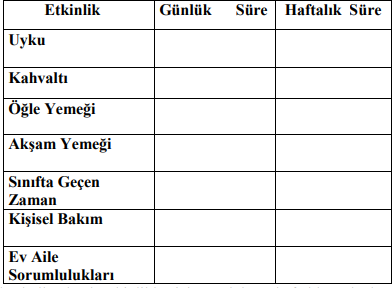 Etkinlik Günlük Süre Haftalık Süre
Uyku
Kahvaltı
Öğle Yemeği
Akşam Yemeği
Sınıfta Geçen
Zaman
Kişisel Bakım
Ev Aile
Sorumlulukları